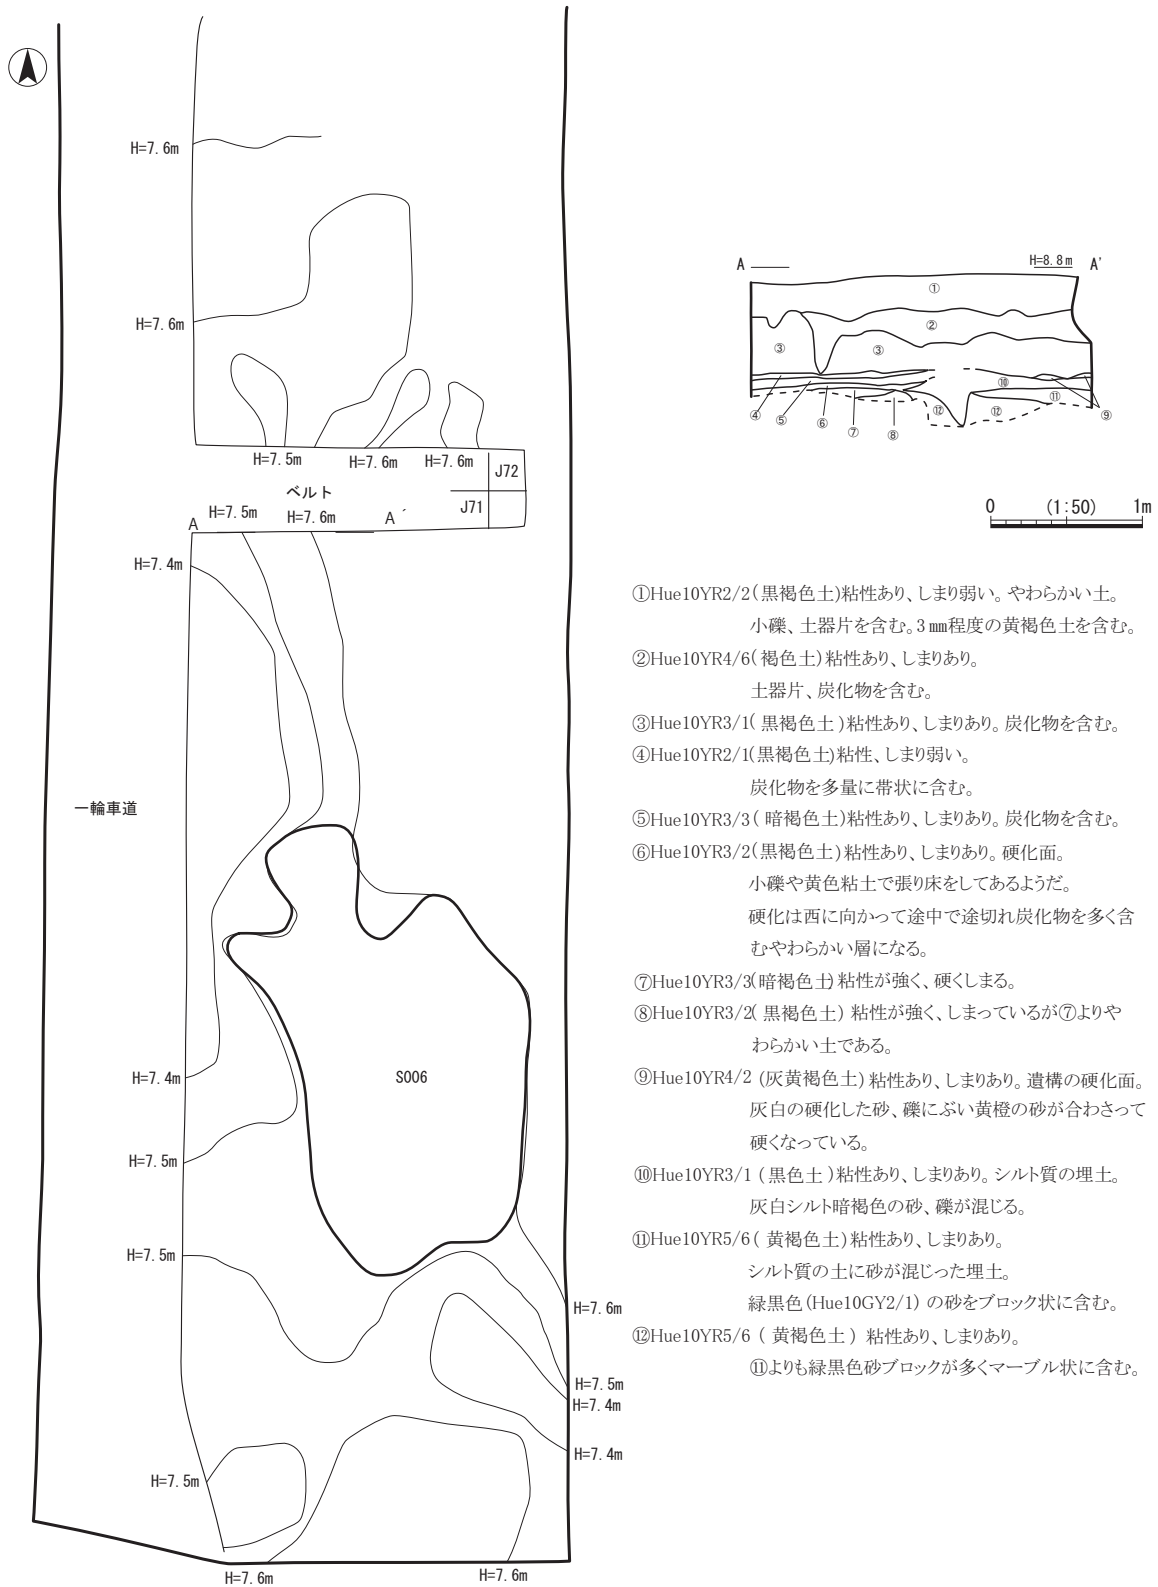 H=7.6m
H=7.6m
H=7.5m
H=7.6m
H=7.6m
J72
J71
ベルト
A
H=7.5m
H=7.6m
A´
H=7.4m
一輪車道
S006
H=7.4m
H=7.5m
H=7.5m
H=7.6m
H=7.5m
H=7.4m
H=7.4m
H=7.5m
H=7.6m
H=7.6m
A
H=8.8m
A'
①
②
③
③
⑩
⑪
⑫
⑫
④
⑤
⑥
⑦
⑧
⑨
0 (1:50) 1m
①Hue10YR2/2(黒褐色土)粘性あり、しまり弱い。やわらかい土。
小礫、土器片を含む。3㎜程度の黄褐色土を含む。
②Hue10YR4/6(褐色土)粘性あり、しまりあり。
土器片、炭化物を含む。
③Hue10YR3/1(黒褐色土)粘性あり、しまりあり。炭化物を含む。
④Hue10YR2/1(黒褐色土)粘性、しまり弱い。
炭化物を多量に帯状に含む。
⑤Hue10YR3/3(暗褐色土)粘性あり、しまりあり。炭化物を含む。
⑥Hue10YR3/2(黒褐色土)粘性あり、しまりあり。硬化面。
小礫や黄色粘土で張り床をしてあるようだ。
硬化は西に向かって途中で途切れ炭化物を多く含
むやわらかい層になる。
⑦Hue10YR3/3(暗褐色土)粘性が強く、硬くしまる。
⑧Hue10YR3/2(黒褐色土)粘性が強く、しまっているが⑦よりや
わらかい土である。
⑨Hue10YR4/2(灰黄褐色土)粘性あり、しまりあり。遺構の硬化面。
灰白の硬化した砂、礫にぶい黄橙の砂が合わさって
硬くなっている。
⑩Hue10YR3/1(黒色土)粘性あり、しまりあり。シルト質の埋土。
灰白シルト暗褐色の砂、礫が混じる。
⑪Hue10YR5/6(黄褐色土)粘性あり、しまりあり。
シルト質の土に砂が混じった埋土。
緑黒色(Hue10GY2/1)の砂をブロック状に含む。
⑫Hue10YR5/6(黄褐色土)粘性あり、しまりあり。
⑪よりも緑黒色砂ブロックが多くマーブル状に含む。